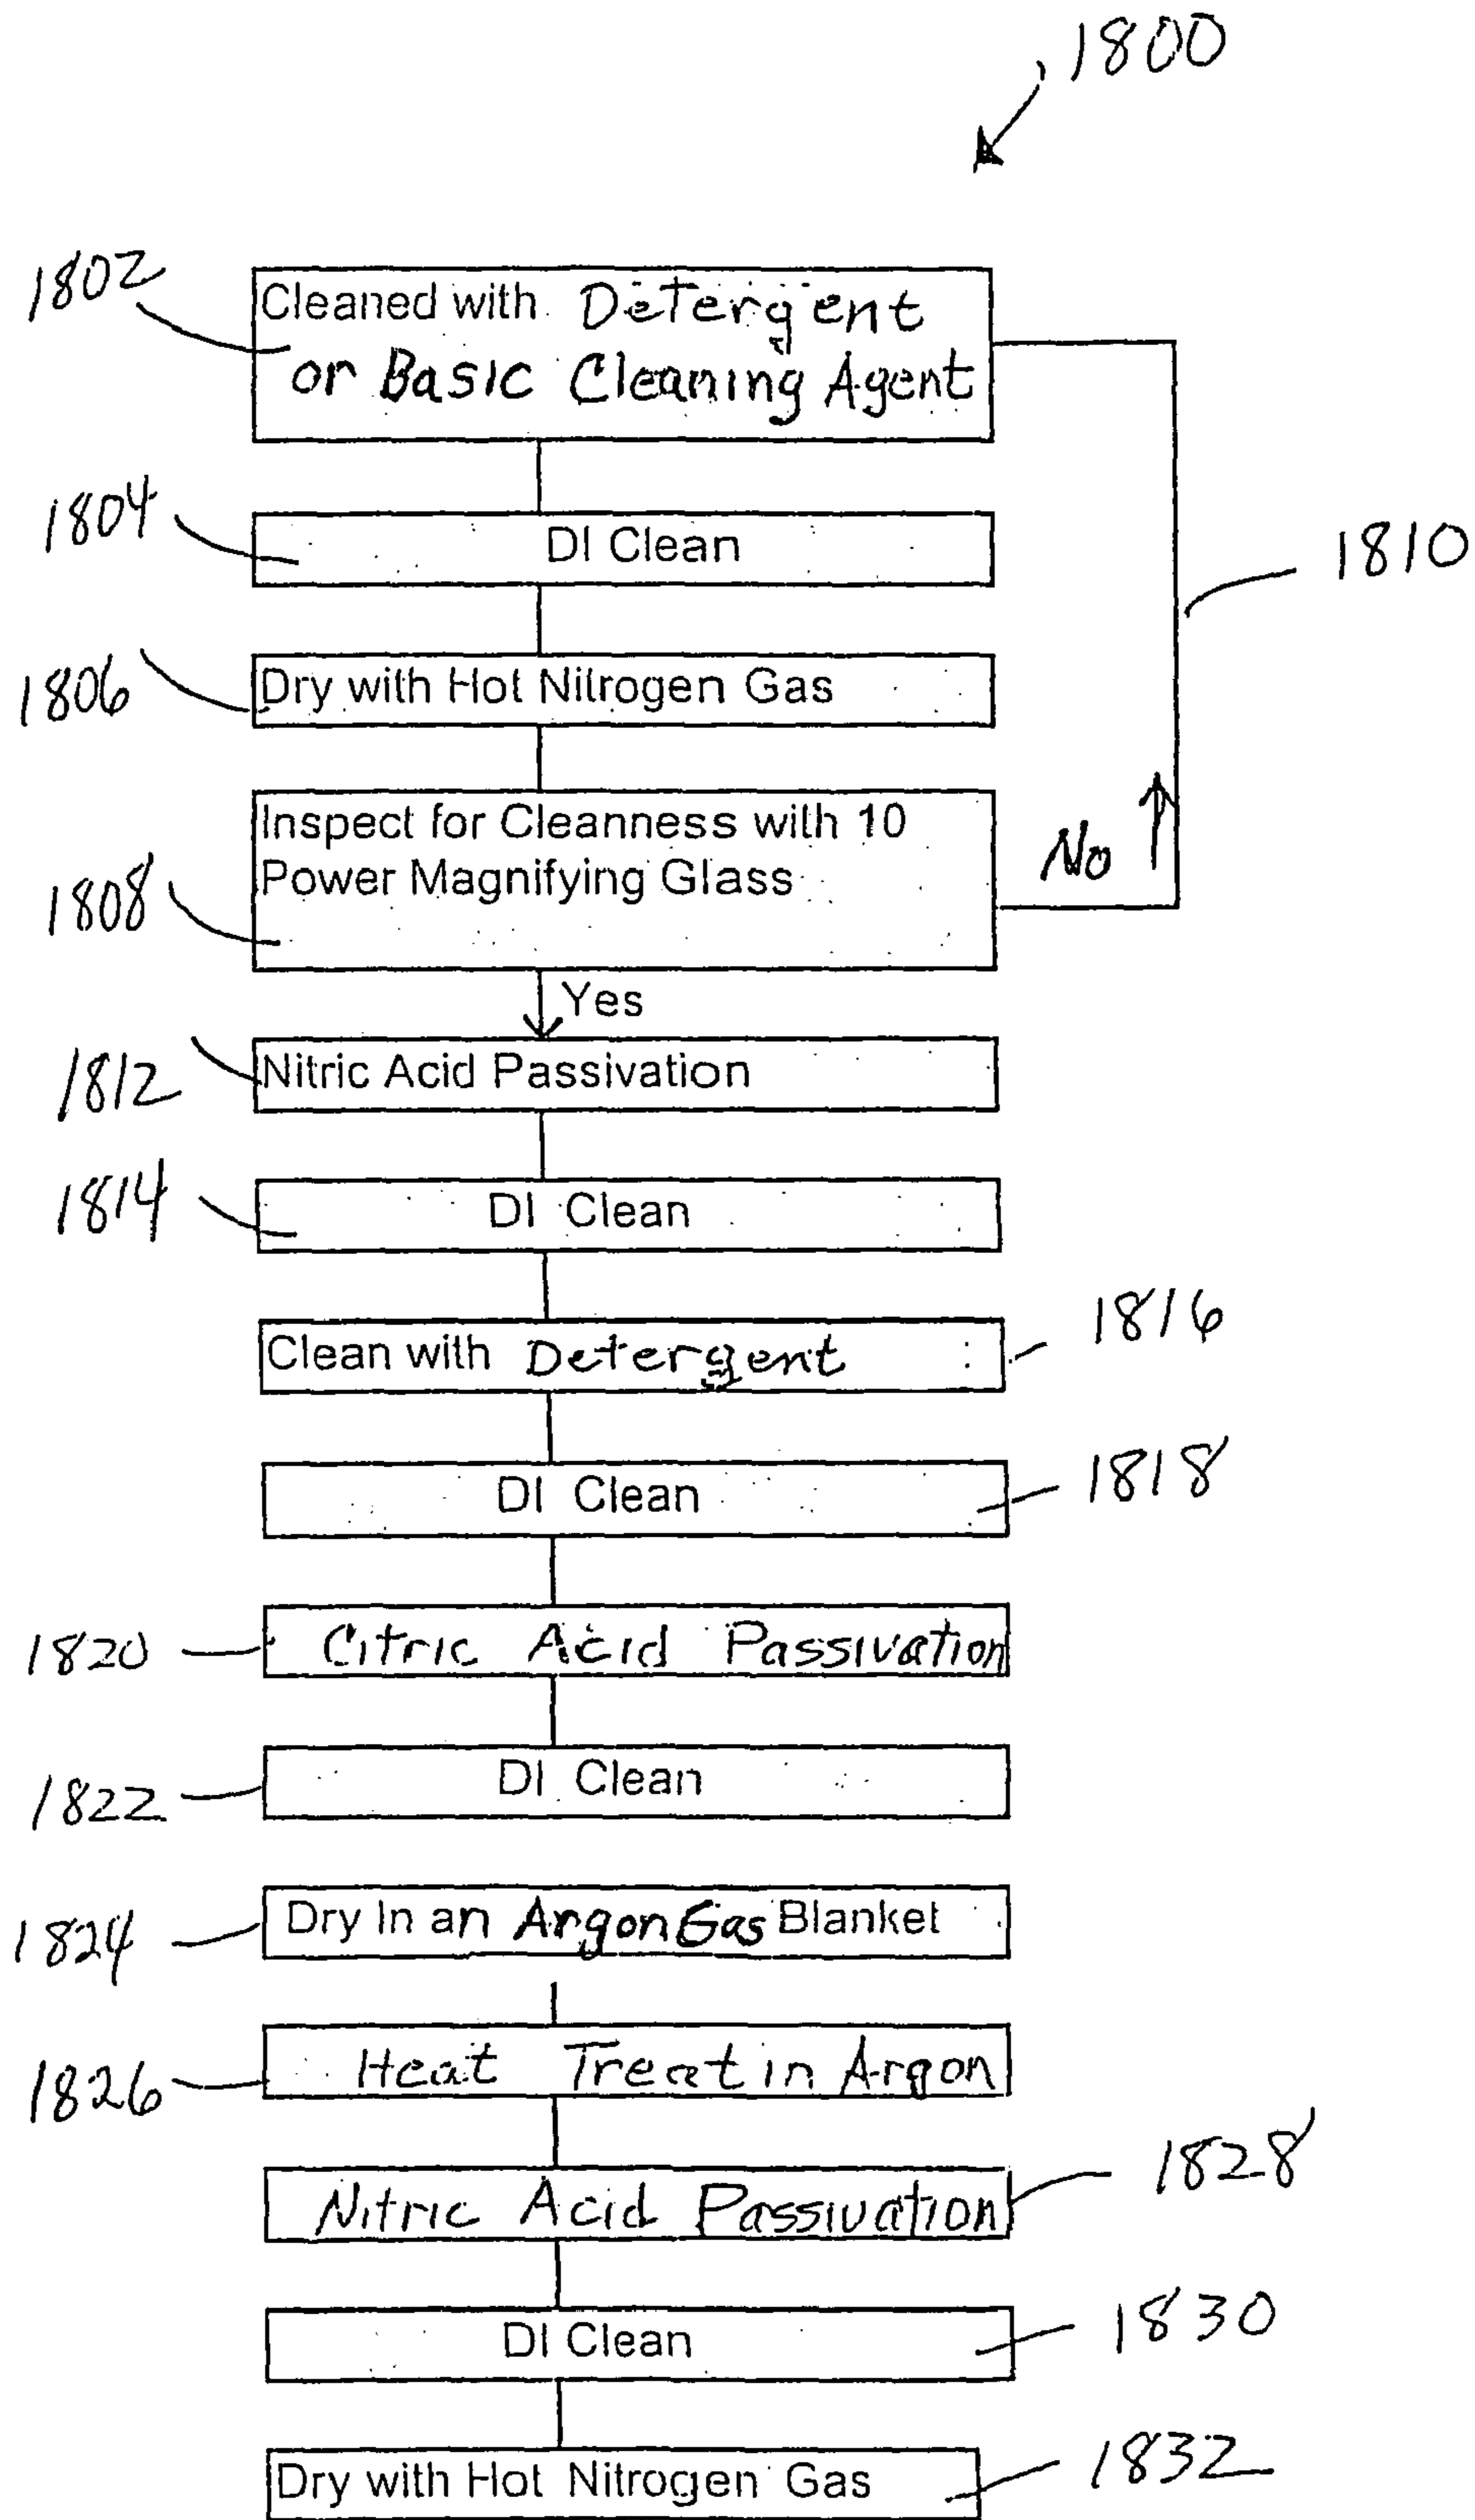 1800
1802
Cleaned with Detergent
or Basic Cleaning Agent
1804
DI Clean
1810
1806
Dry with Hot Nitrogen Gas
1808
Inspect for Cleanness with 10
Power Magnifying Glass
No
Yes
1812
Nitric Acid Passivation
1814
DI Clean
1816
Clean with Detergent
1818
DI Clean
1820
Citric Acid Passivation
1822
DI Clean
1824
Dry In an Argon Gas Blanket
1826
Heat Treat in Argon
1828
Nitric Acid Passivation
1830
DI Clean
1832
Dry with Hot Nitrogen Gas